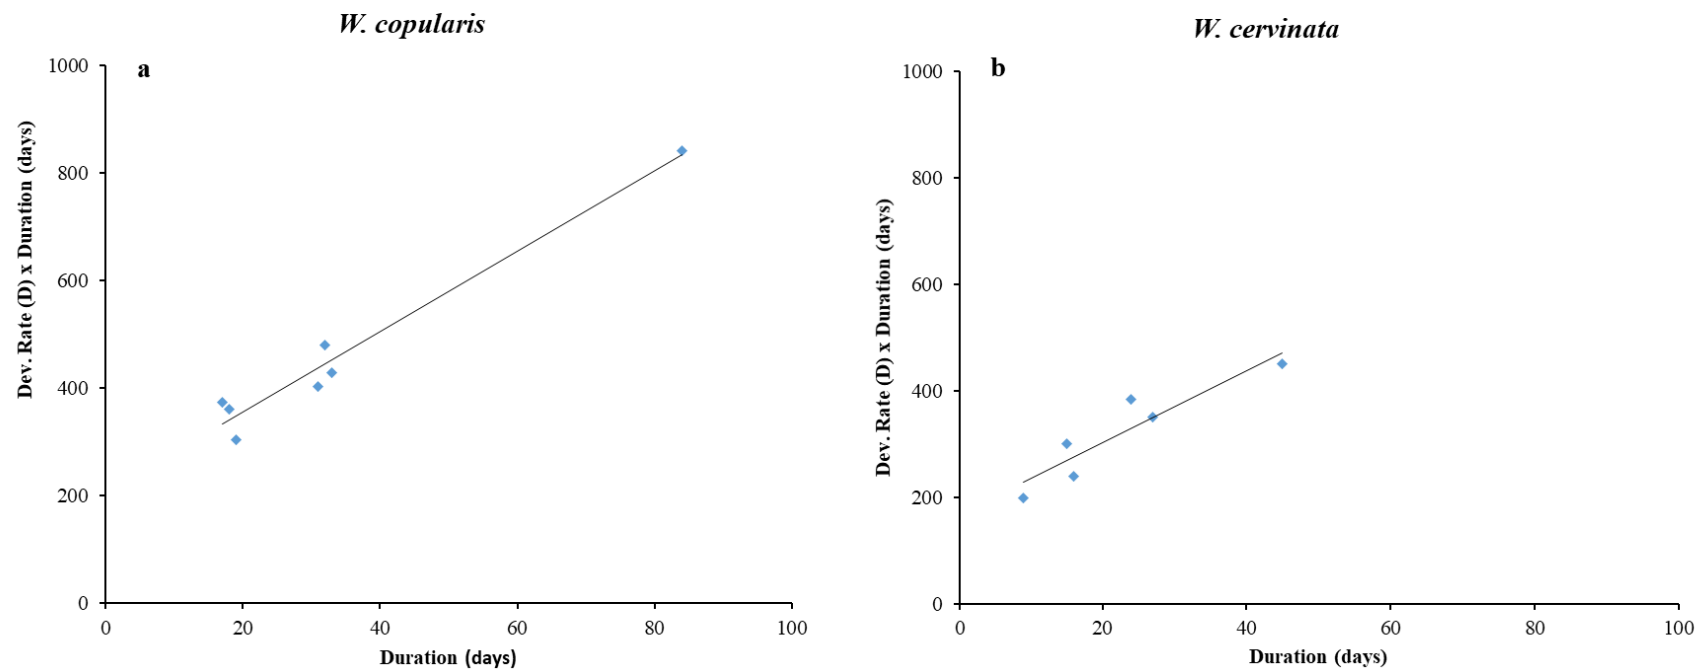 W. copularis
a
Dev. Rate (D) x Duration (days)
1000
800
600
400
200
0
0 20 40 60 80 100
Duration (days)
W. cervinata
b
Dev. Rate (D) x Duration (days)
1000
800
600
400
200
0
0 20 40 60 80 100
Duration (days)